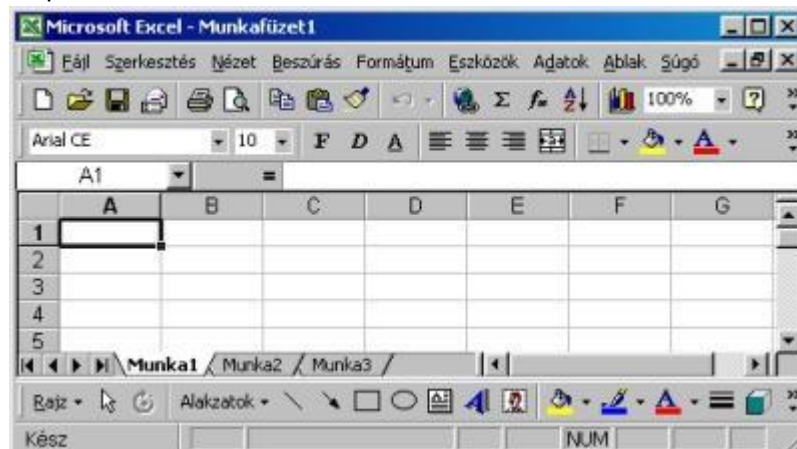 Microsoft Excel - Munkafüzet1
Fájl Szerkesztés Nézet Beszúrás Formátum Eszközök Adatok Ablak Súgó
Σ f* 100% ?
Arial CE 10 F D A A
A1 =
A B C D E F G
1
2
3
4
5
Munka1 Munka2 Munka3
Rajz Alakzatok A A
Kész NUM